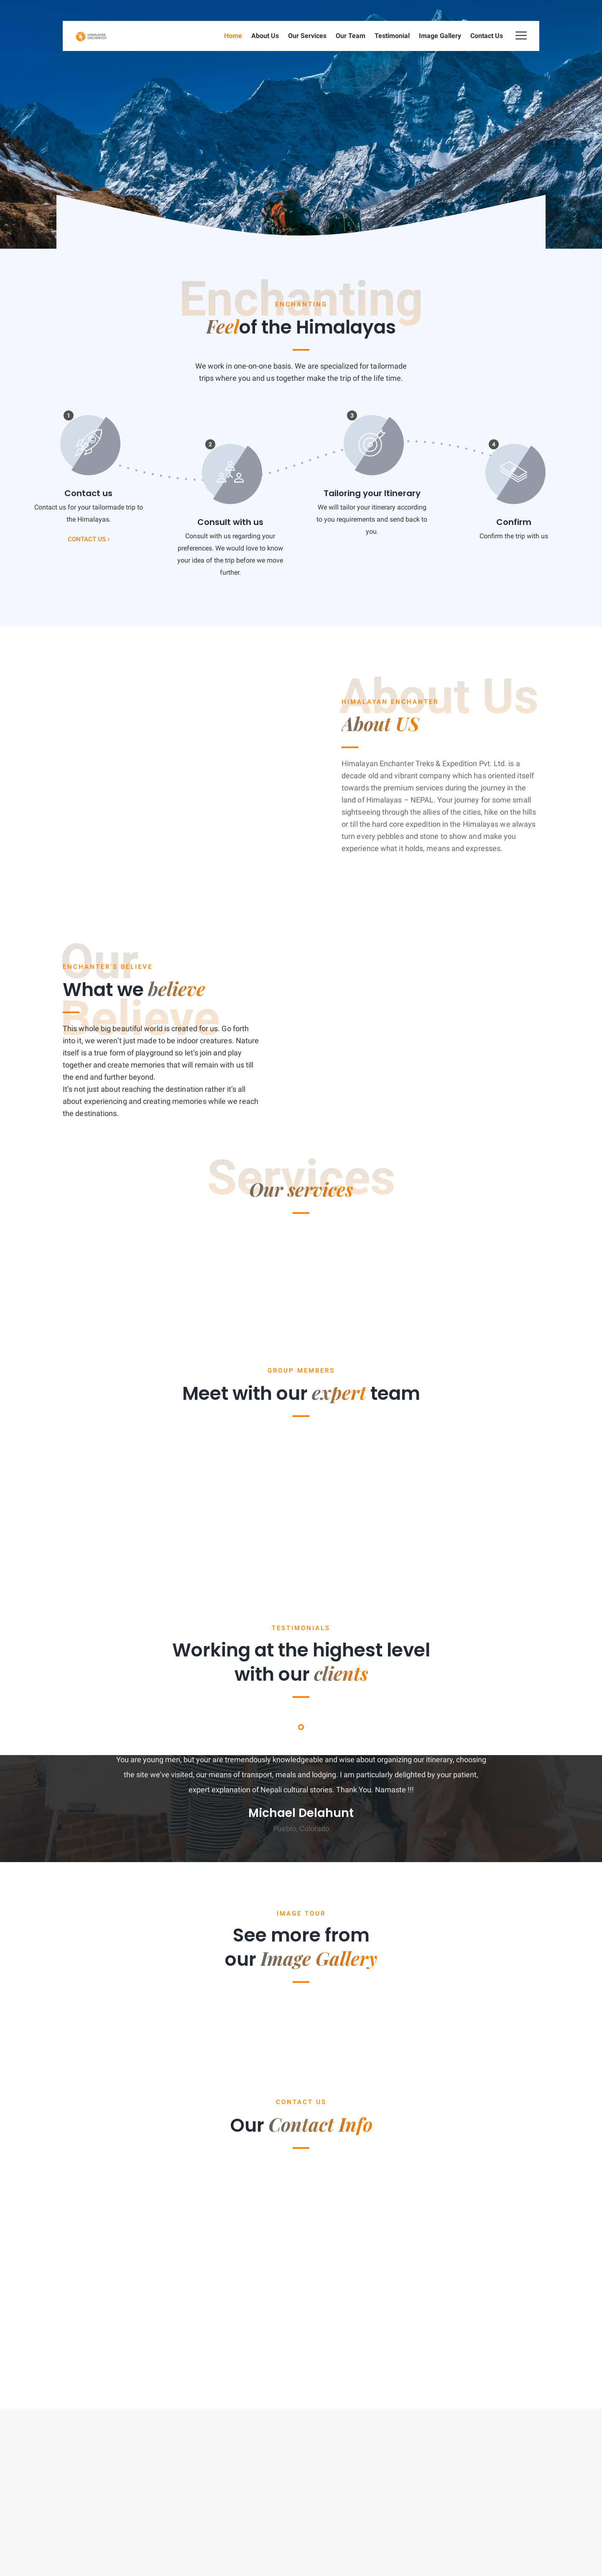 HIMALAYAN
ENCHANTER
Home About Us Our Services Our Team Testimonial Image Gallery Contact Us
Enchanting
ENCHANTING
Feelof the Himalayas
We work in one-on-one basis. We are specialized for tailormade
trips where you and us together make the trip of the life time.
1
Contact us
Contact us for your tailormade trip to
the Himalayas.
CONTACT US ›
2
Consult with us
Consult with us regarding your
preferences. We would love to know
your idea of the trip before we move
further.
3
Tailoring your Itinerary
We will tailor your itinerary according
to you requirements and send back to
you.
4
Confirm
Confirm the trip with us
About Us
HIMALAYAN ENCHANTER
About US
Himalayan Enchanter Treks & Expedition Pvt. Ltd. is a
decade old and vibrant company which has oriented itself
towards the premium services during the journey in the
land of Himalayas – NEPAL. Your journey for some small
sightseeing through the allies of the cities, hike on the hills
or till the hard core expedition in the Himalayas we always
turn every pebbles and stone to show and make you
experience what it holds, means and expresses.
Our
ENCHANTER'S BELIEVE
What we believe
Believe
This whole big beautiful world is created for us. Go forth
into it, we weren't just made to be indoor creatures. Nature
itself is a true form of playground so let's join and play
together and create memories that will remain with us till
the end and further beyond.
It's not just about reaching the destination rather it's all
about experiencing and creating memories while we reach
the destinations.
Services
Our services
GROUP MEMBERS
Meet with our expert team
TESTIMONIALS
Working at the highest level
with our clients
You are young men, but your are tremendously knowledgeable and wise about organizing our itinerary, choosing
the site we've visited, our means of transport, meals and lodging. I am particularly delighted by your patient,
expert explanation of Nepali cultural stories. Thank You. Namaste !!!
Michael Delahunt
Pueblo, Colorado
IMAGE TOUR
See more from
our Image Gallery
CONTACT US
Our Contact Info